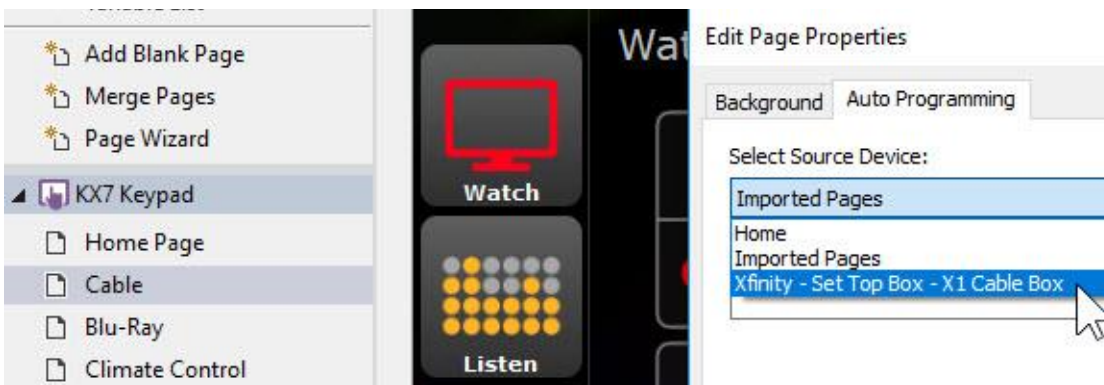 Add Blank Page
Merge Pages
Page Wizard
KX7 Keypad
Home Page
Cable
Blu-Ray
Climate Control
Watch
Listen
Wat
Edit Page Properties
Background
Auto Programming
Select Source Device:
Imported Pages
Home
Imported Pages
Xfinity - Set Top Box - X1 Cable Box